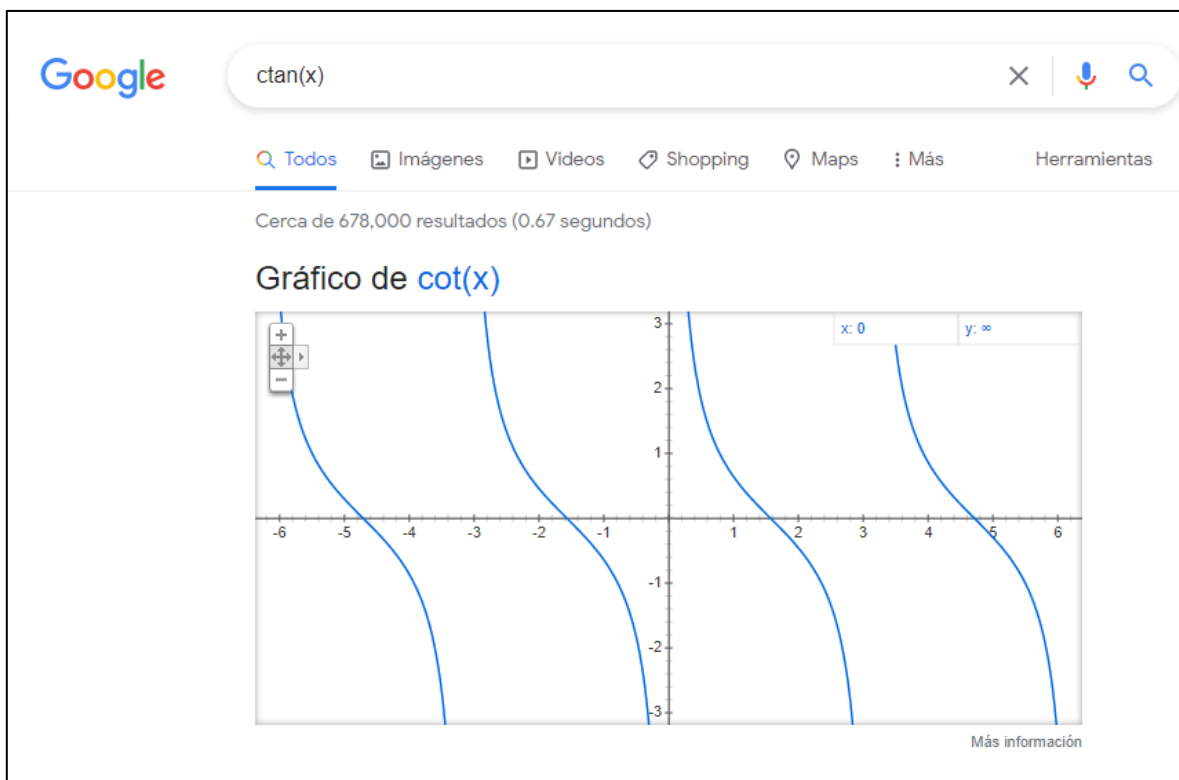 Google
ctan(x)
Todos Imágenes Videos Shopping Maps Más Herramientas
Cerca de 678,000 resultados (0.67 segundos)
Gráfico de cot(x)
x: 0 y: ∞
3
2
1
-6 -5 -4 -3 -2 -1 1 2 3 4 5 6
-1
-2
-3
Más información